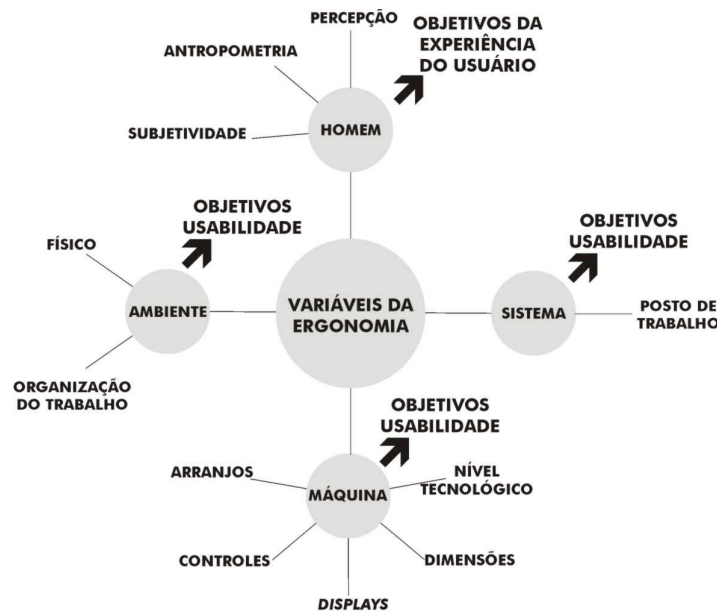 PERCEPÇÃO
OBJETIVOS DA
EXPERIÊNCIA
DO USUÁRIO
ANTROPOMETRIA
SUBJETIVIDADE
HOMEM
OBJETIVOS
USABILIDADE
OBJETIVOS
USABILIDADE
FÍSICO
AMBIENTE
VARIÁVEIS DA
ERGONOMIA
SISTEMA
POSTO DE
TRABALHO
ORGANIZAÇÃO
DO TRABALHO
OBJETIVOS
USABILIDADE
ARRANJOS
MÁQUINA
NÍVEL
TECNOLÓGICO
CONTROLES
DIMENSÕES
DISPLAYS